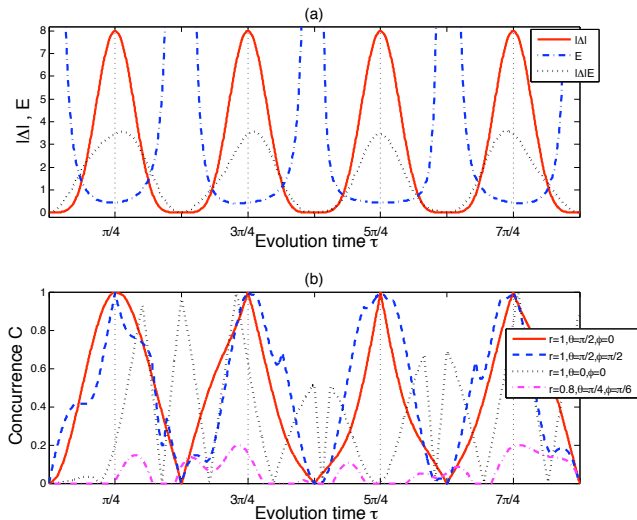 (a)
|Δ|, E
8
7
6
5
4
3
2
1
0
|Δ|
E
|Δ|E
π/4
3π/4
5π/4
7π/4
Evolution time τ
(b)
Concurrence C
1
0.8
0.6
0.4
0.2
0
r=1,θ=π/2,ϕ=0
r=1,θ=π/2,ϕ=π/2
r=1,θ=0,ϕ=0
r=0.8,θ=π/4,ϕ=π/6
π/4
3π/4
5π/4
7π/4
Evolution time τ